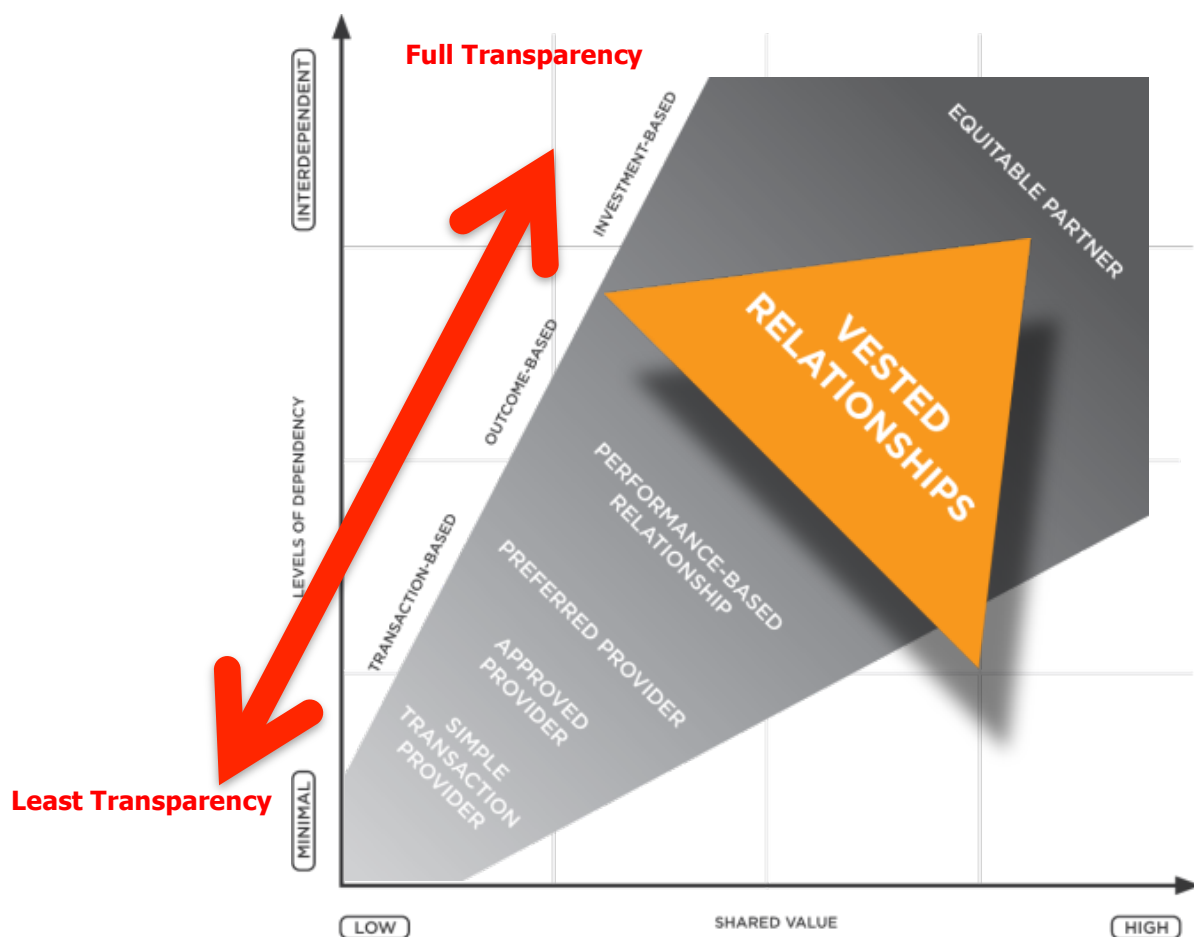 Full Transparency
INTERDEPENDENT
INVESTMENT-BASED
EQUITABLE PARTNER
VESTED
RELATIONSHIPS
OUTCOME-BASED
LEVELS OF DEPENDENCY
PERFORMANCE-BASED
RELATIONSHIP
TRANSACTION-BASED
PREFERRED PROVIDER
APPROVED
PROVIDER
SIMPLE
TRANSACTION
PROVIDER
Least Transparency
MINIMAL
LOW
SHARED VALUE
HIGH